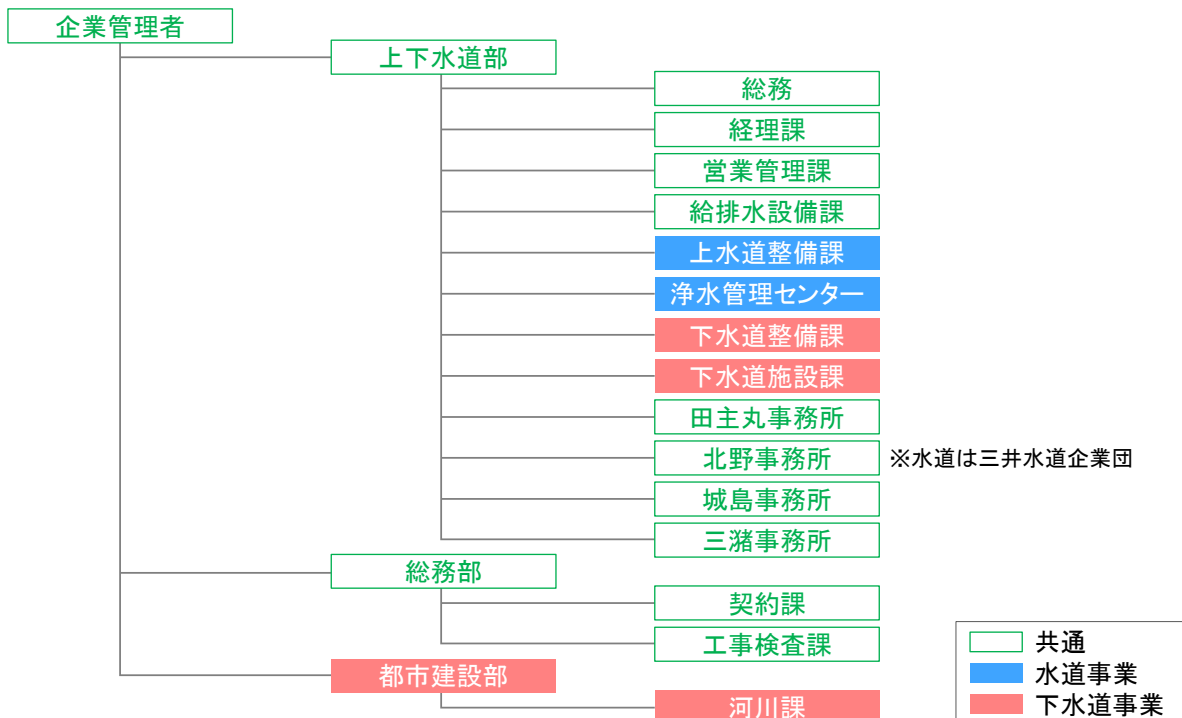 企業管理者
上下水道部
総務
経理課
営業管理課
給排水設備課
上水道整備課
浄水管理センター
下水道整備課
下水道施設課
田主丸事務所
北野事務所 ※水道は三井水道企業団
城島事務所
三潴事務所
総務部
契約課
工事検査課
都市建設部
河川課
共通
水道事業
下水道事業